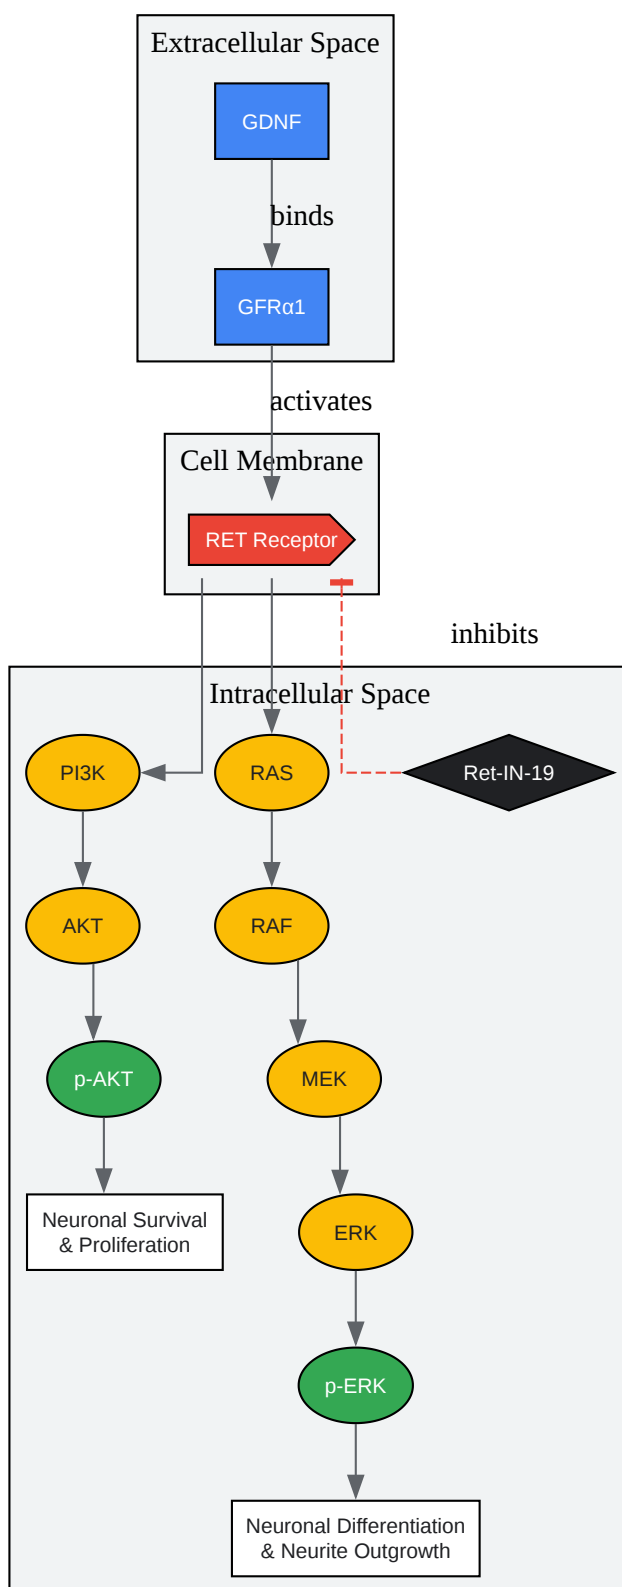 Extracellular Space
GDNF
binds
GFRα1
activates
Cell Membrane
RET Receptor
inhibits
Intracellular Space
PI3K
RAS
Ret-IN-19
AKT
RAF
p-AKT
MEK
Neuronal Survival
& Proliferation
ERK
p-ERK
Neuronal Differentiation
& Neurite Outgrowth